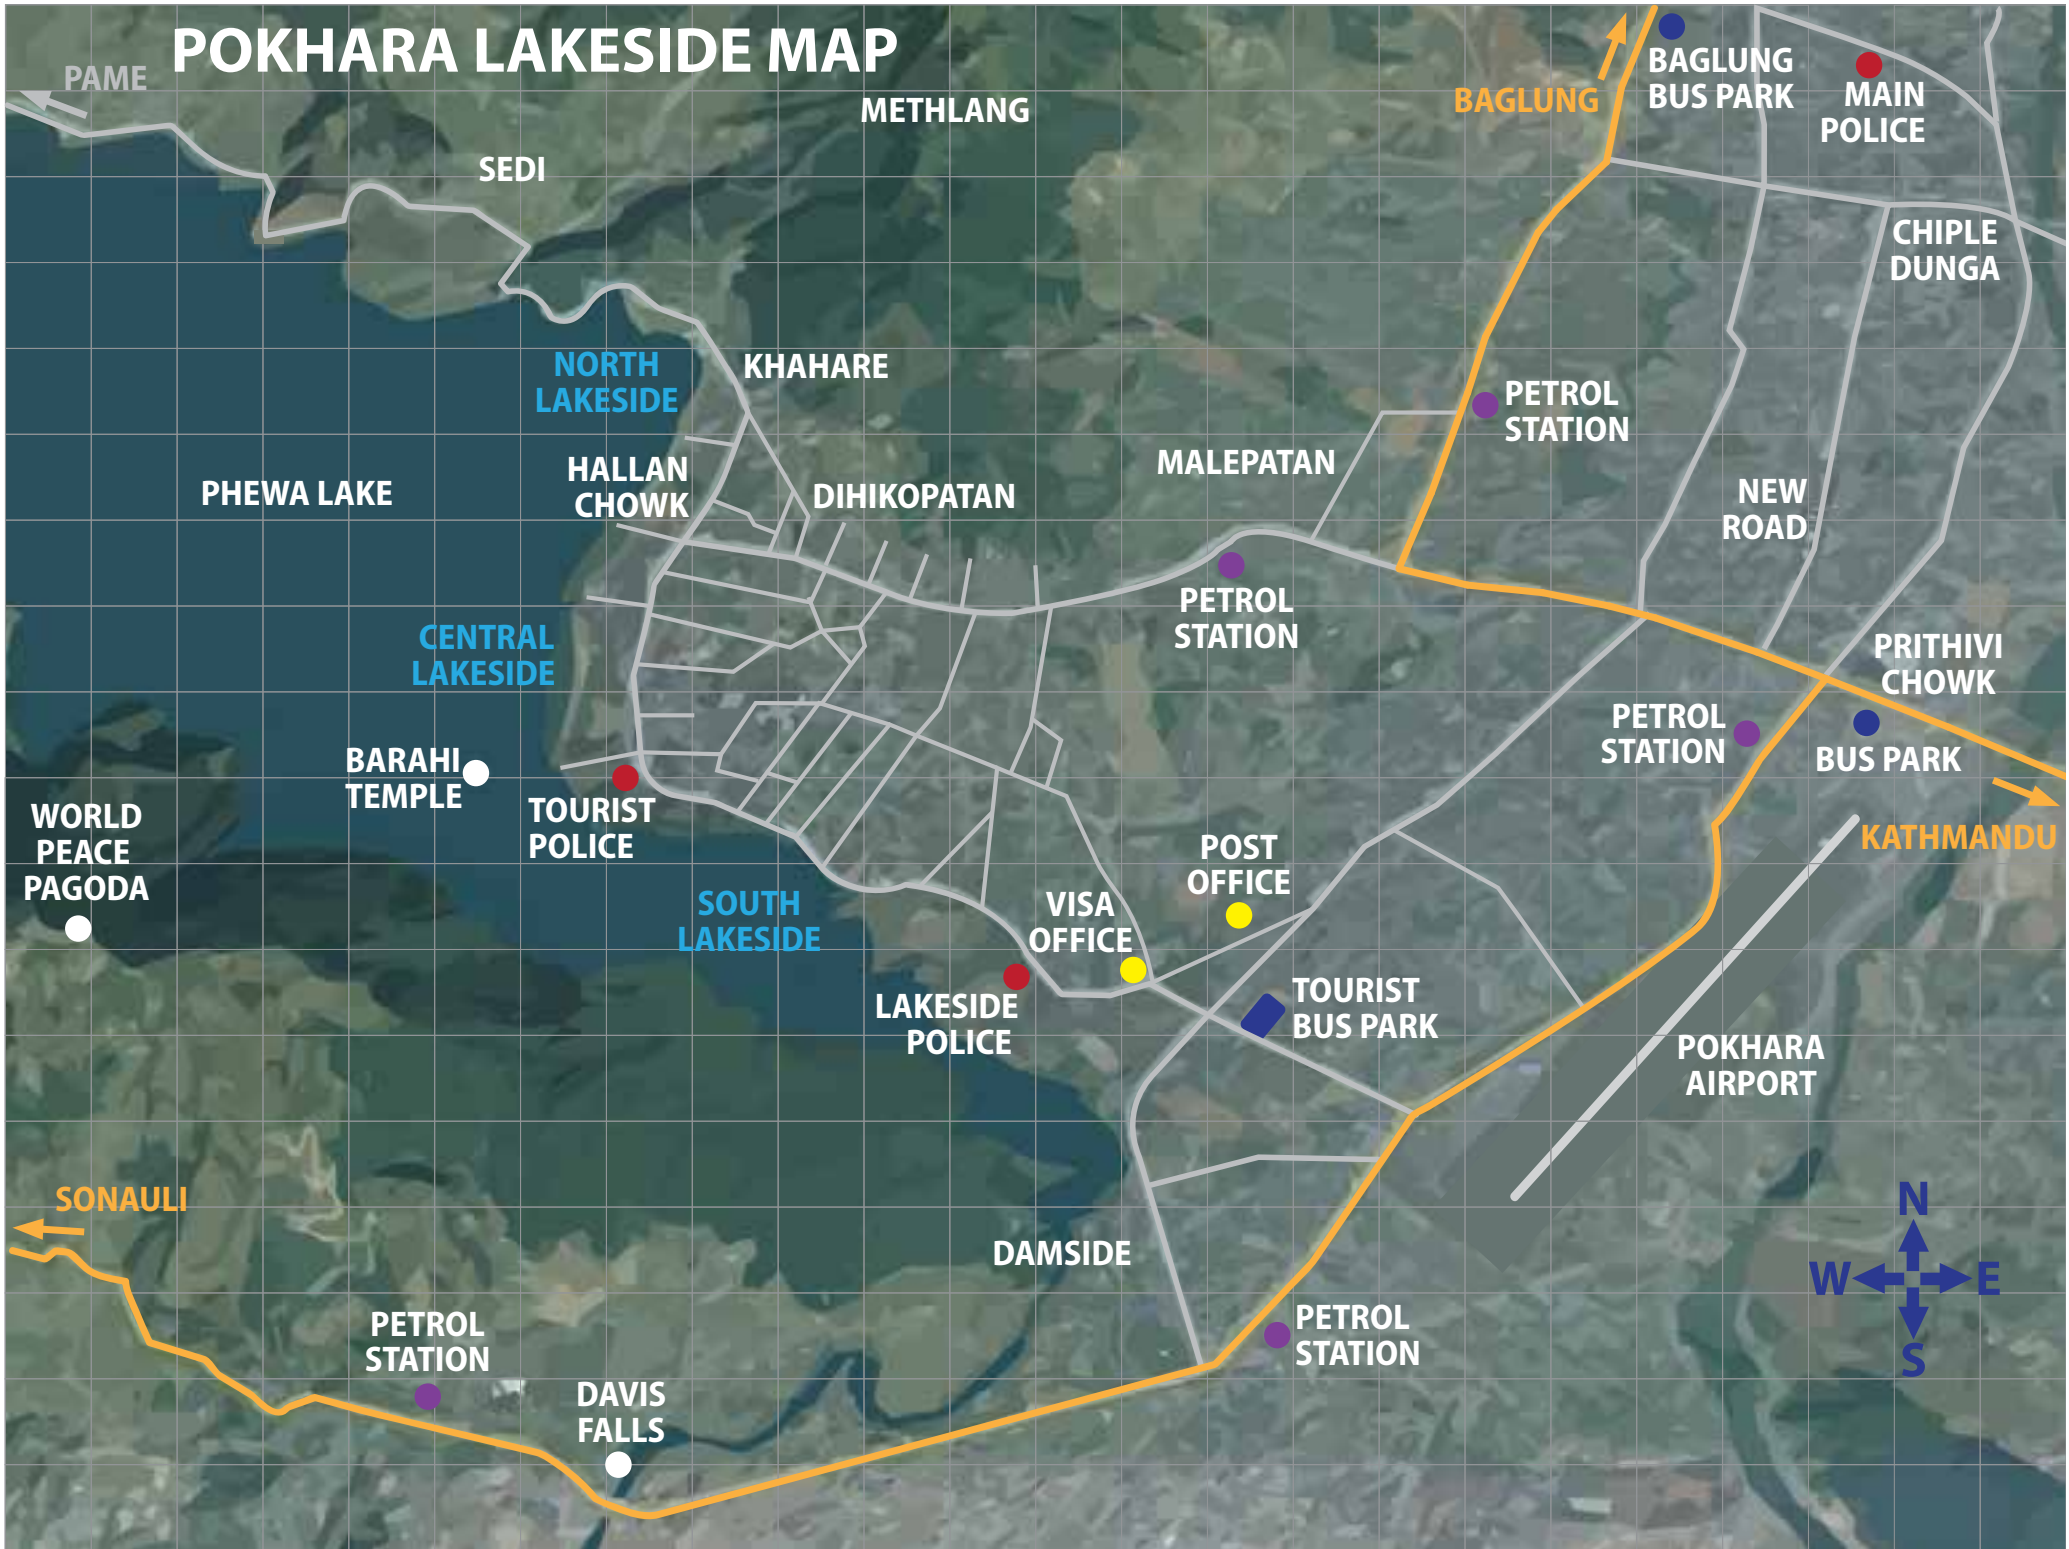 POKHARA LAKESIDE MAP
PAME
METHLANG
SEDI
BAGLUNG
BAGLUNG
BUS PARK
MAIN
POLICE
CHIPLE
DUNGA
NORTH
LAKESIDE
KHAHARE
PETROL
STATION
HALLAN
CHOWK
PHEWA LAKE
DIHIKOPATAN
MALEPATAN
NEW
ROAD
PETROL
STATION
CENTRAL
LAKESIDE
PRITHIVI
CHOWK
PETROL
STATION
BUS PARK
BARAHI
TEMPLE
TOURIST
POLICE
WORLD
PEACE
PAGODA
KATHMANDU
POST
OFFICE
SOUTH
LAKESIDE
VISA
OFFICE
LAKESIDE
POLICE
TOURIST
BUS PARK
POKHARA
AIRPORT
SONAULI
DAMSIDE
N
W
E
S
PETROL
STATION
PETROL
STATION
DAVIS
FALLS